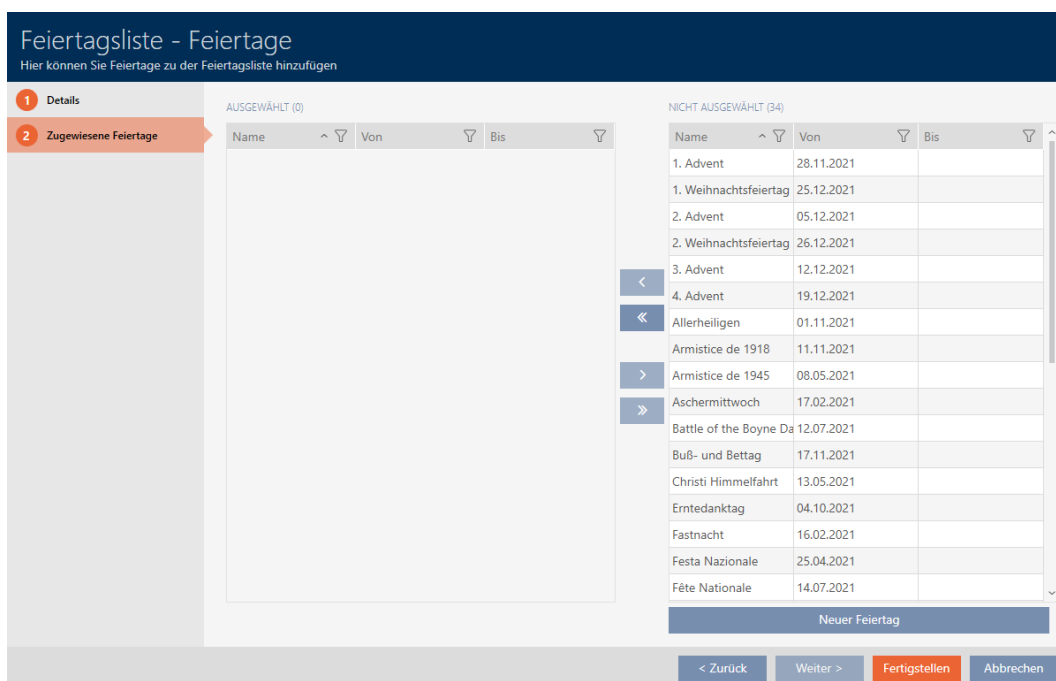 Feiertagsliste - Feiertage
Hier können Sie Feiertage zu der Feiertagsliste hinzufügen
1 Details
2 Zugewiesene Feiertage
AUSGEWÄHLT (0)
Name Von Bis
NICHT AUSGEWÄHLT (34)
Name Von Bis
1. Advent 28.11.2021
1. Weihnachtsfeiertag 25.12.2021
2. Advent 05.12.2021
2. Weihnachtsfeiertag 26.12.2021
3. Advent 12.12.2021
4. Advent 19.12.2021
Allerheiligen 01.11.2021
Armistice de 1918 11.11.2021
Armistice de 1945 08.05.2021
Aschermittwoch 17.02.2021
Battle of the Boyne Da 12.07.2021
Buß- und Bettag 17.11.2021
Christi Himmelfahrt 13.05.2021
Erntedanktag 04.10.2021
Fastnacht 16.02.2021
Festa Nazionale 25.04.2021
Fête Nationale 14.07.2021
Neuer Feiertag
< Zurück Weiter > Fertigstellen Abbrechen